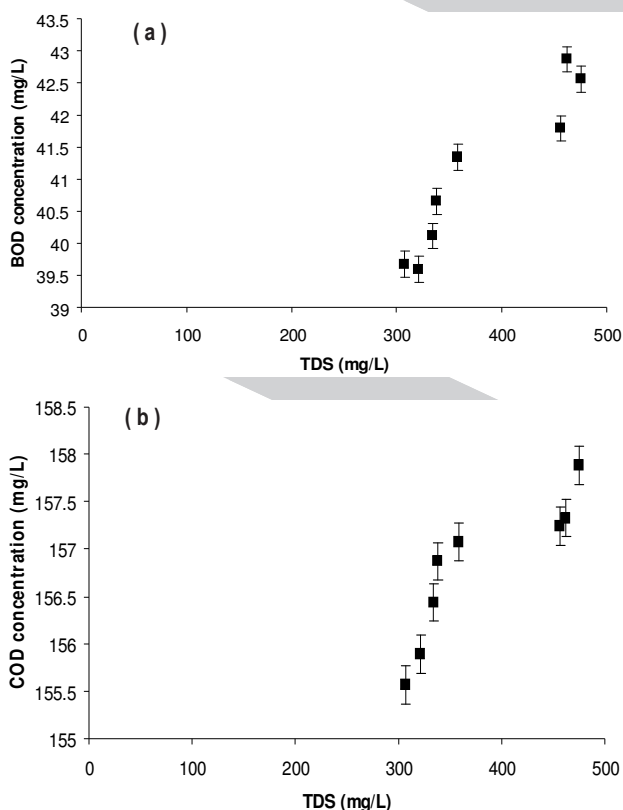 ( a )
BOD concentration (mg/L)
43.5
43
42.5
42
41.5
41
40.5
40
39.5
39
0 100 200 300 400 500
TDS (mg/L)
( b )
COD concentration (mg/L)
158.5
158
157.5
157
156.5
156
155.5
155
0 100 200 300 400 500
TDS (mg/L)